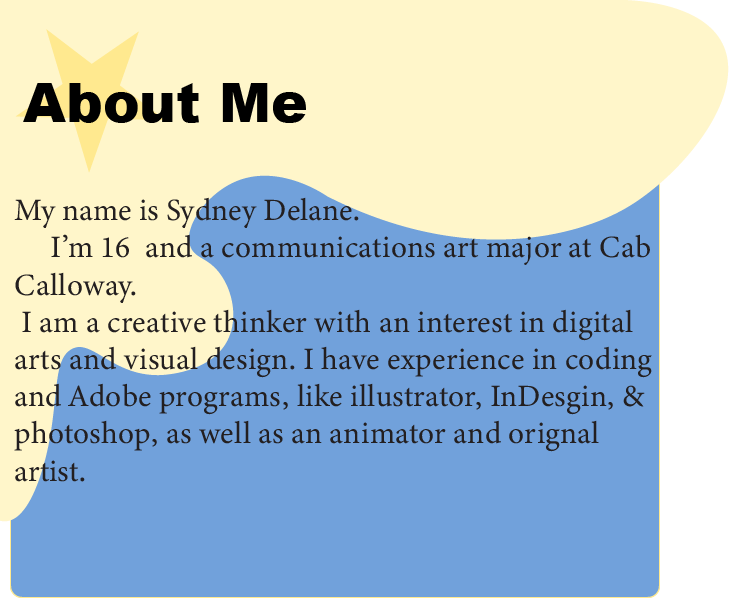 About Me
My name is Sydney Delane.
I’m 16 and a communications art major at Cab
Calloway.
I am a creative thinker with an interest in digital
arts and visual design. I have experience in coding
and Adobe programs, like illustrator, InDesgin, &
photoshop, as well as an animator and orignal
artist.